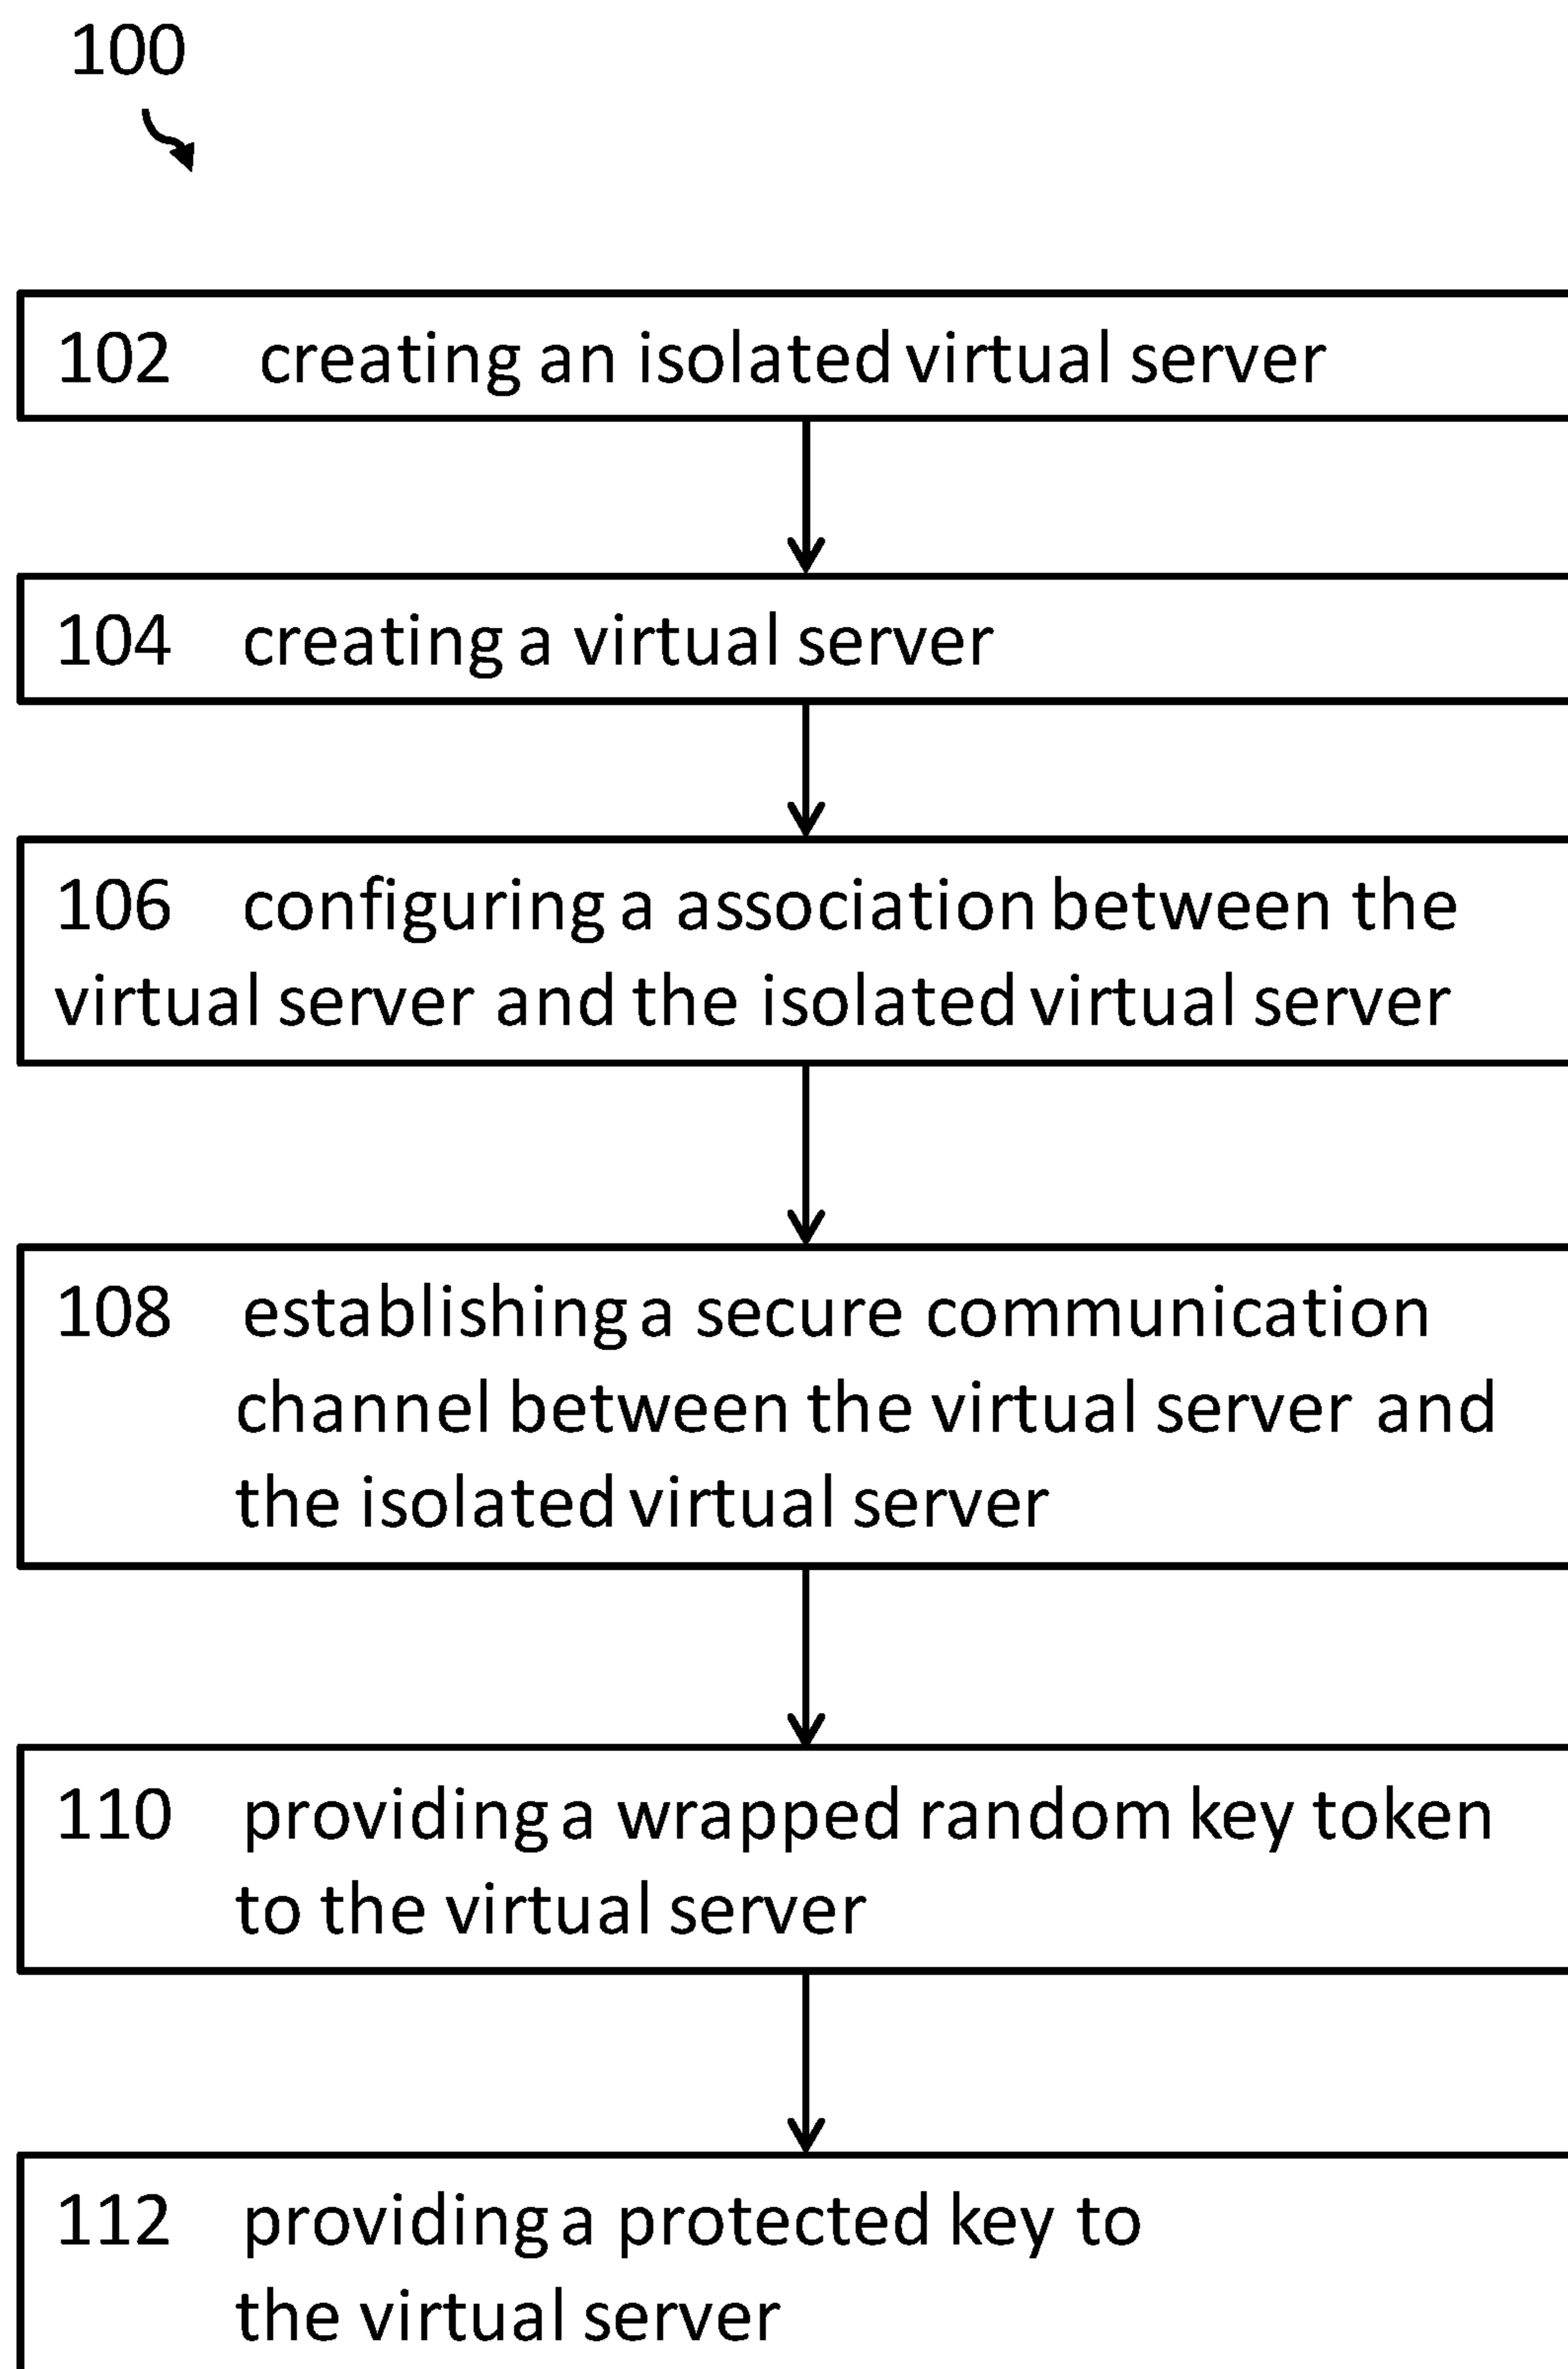 100
102 creating an isolated virtual server
104 creating a virtual server
106 configuring a association between the
virtual server and the isolated virtual server
108 establishing a secure communication
channel between the virtual server and
the isolated virtual server
110 providing a wrapped random key token
to the virtual server
112 providing a protected key to
the virtual server